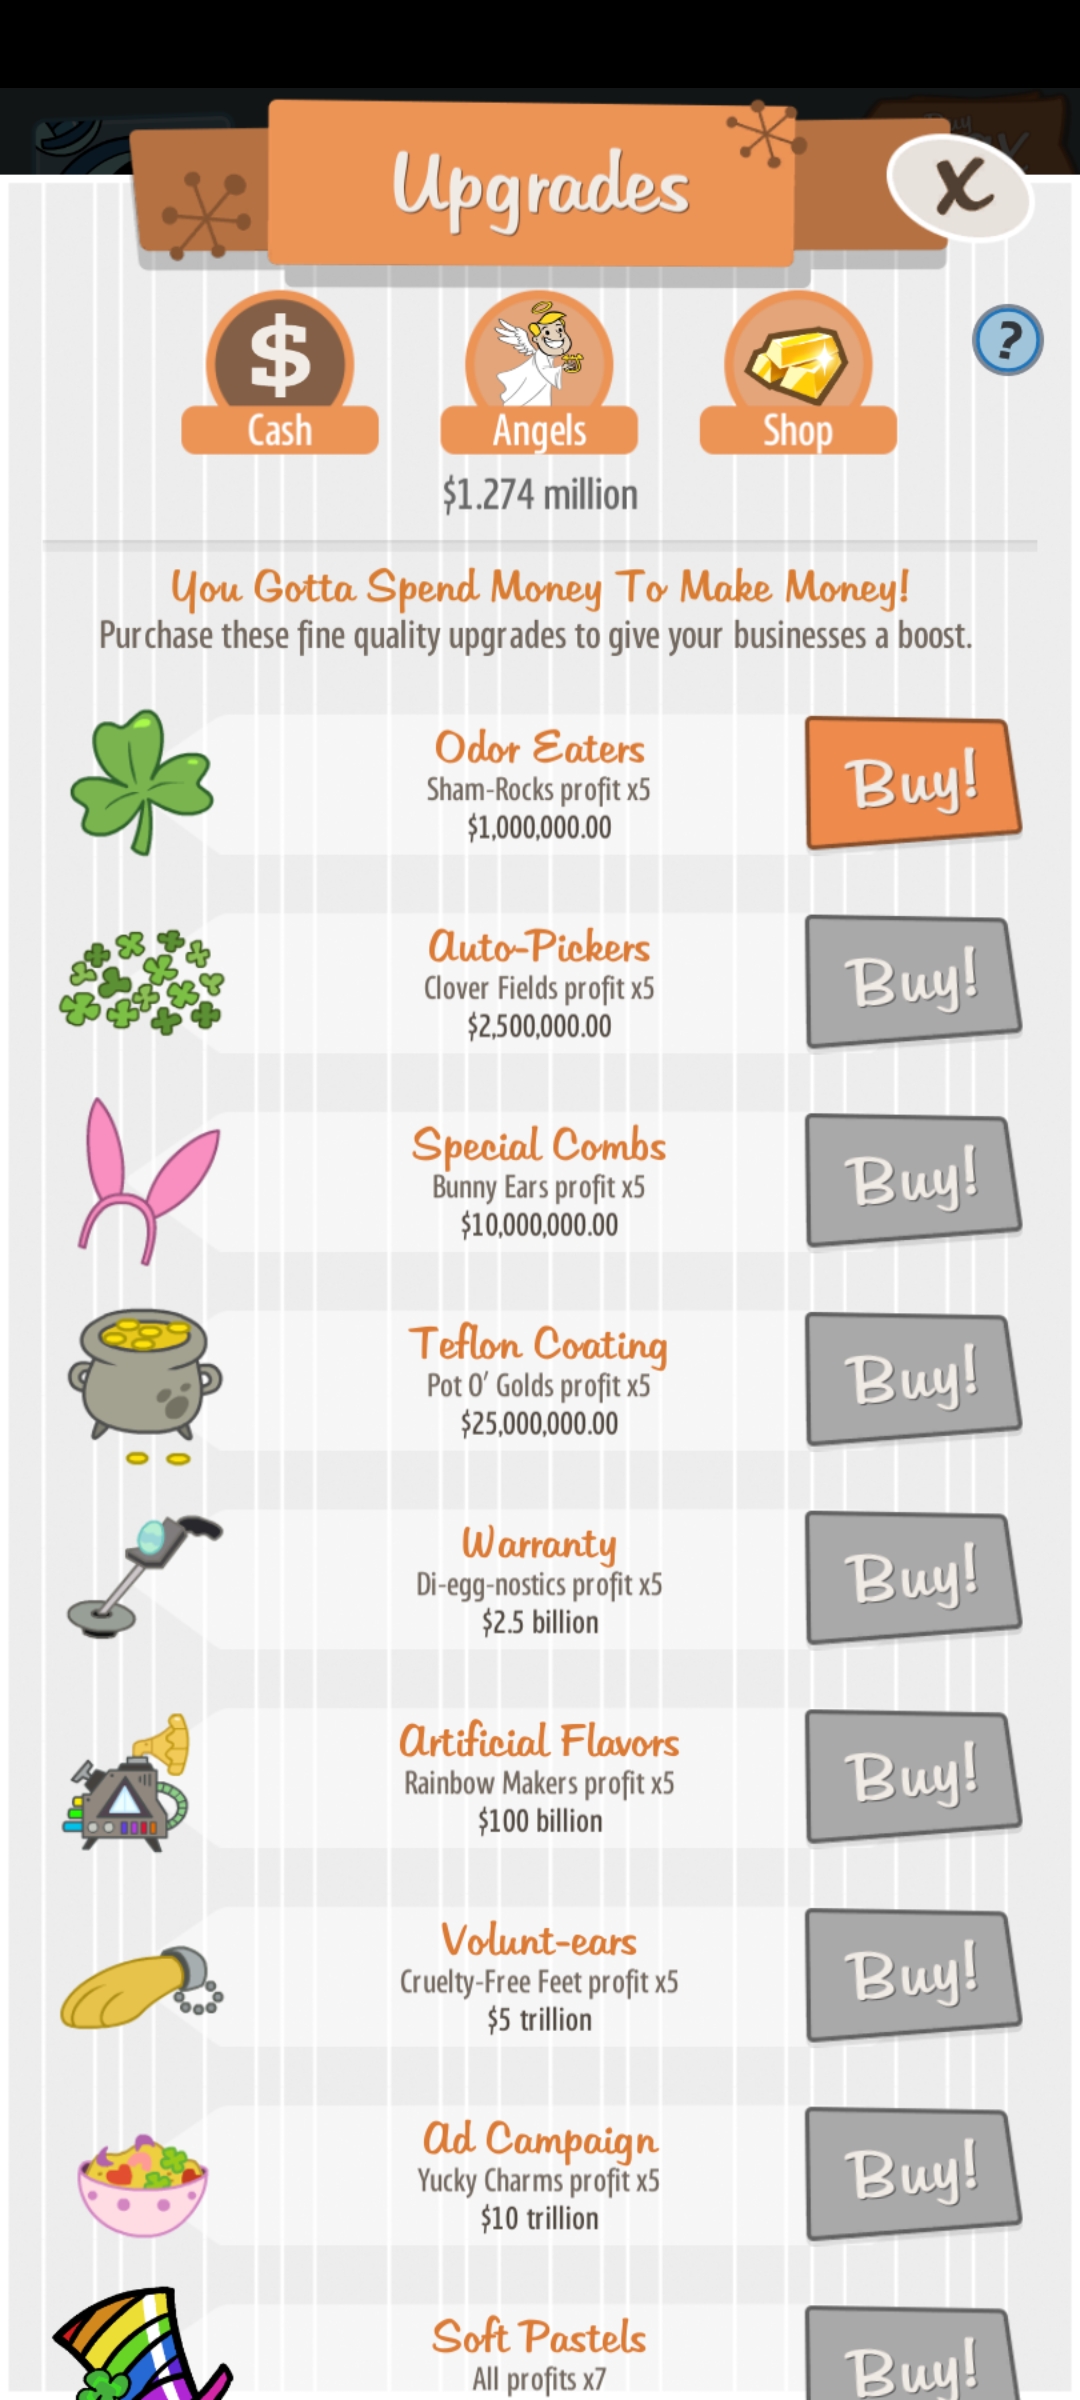 Buy
Upgrades
X
$
?
Cash
Angels
Shop
$1.274 million
You Gotta Spend Money To Make Money!
Purchase these fine quality upgrades to give your businesses a boost.
Odor Eaters
Sham-Rocks profit x5
$1,000,000.00
Buy!
Auto-Pickers
Clover Fields profit x5
$2,500,000.00
Buy!
Special Combs
Bunny Ears profit x5
$10,000,000.00
Buy!
Teflon Coating
Pot O' Golds profit x5
$25,000,000.00
Buy!
Warranty
Di-egg-nostics profit x5
$2.5 billion
Buy!
Artificial Flavors
Rainbow Makers profit x5
$100 billion
Buy!
Volunt-ears
Cruelty-Free Feet profit x5
$5 trillion
Buy!
Ad Campaign
Yucky Charms profit x5
$10 trillion
Buy!
Soft Pastels
All profits x7
Buy!